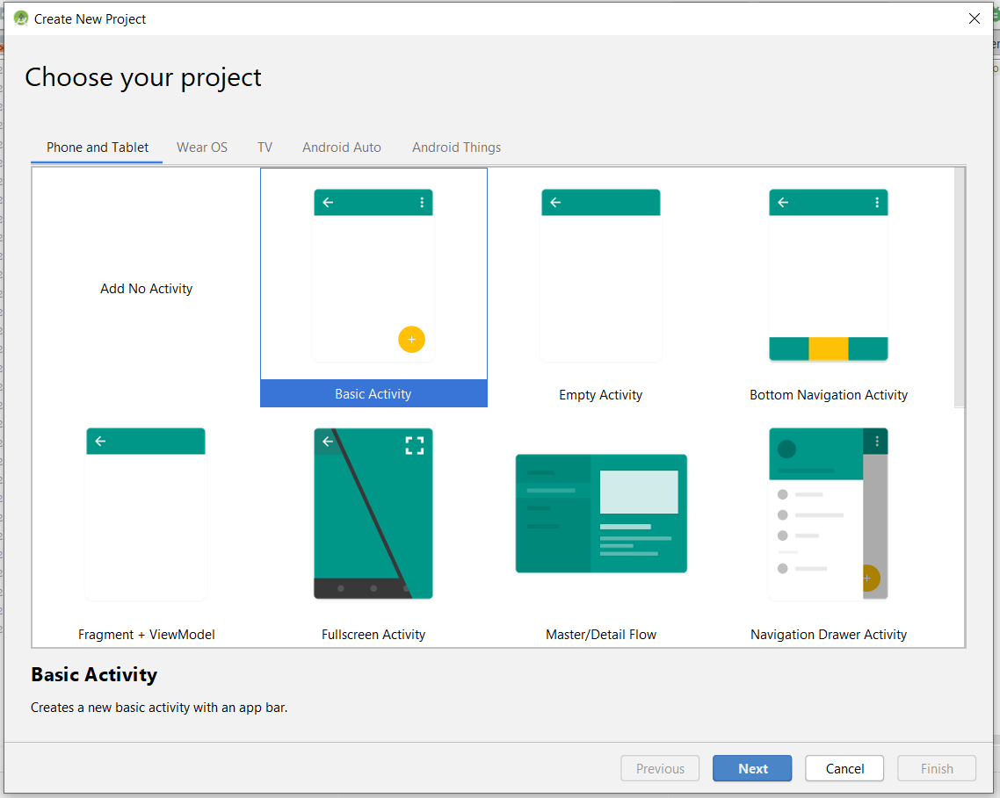 Create New Project
Choose your project
Phone and Tablet Wear OS TV Android Auto Android Things
Add No Activity
Basic Activity Empty Activity Bottom Navigation Activity
Fragment + ViewModel Fullscreen Activity Master/Detail Flow Navigation Drawer Activity
Basic Activity
Creates a new basic activity with an app bar.
Previous Next Cancel Finish